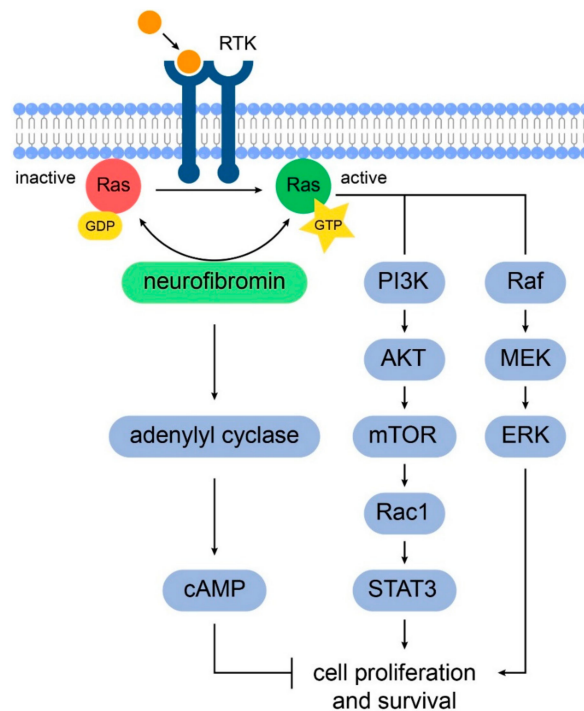 RTK
inactive
Ras
Ras
active
GDP
GTP
neurofibromin
PI3K
Raf
AKT
MEK
adenylyl cyclase
mTOR
ERK
Rac1
cAMP
STAT3
cell proliferation
and survival